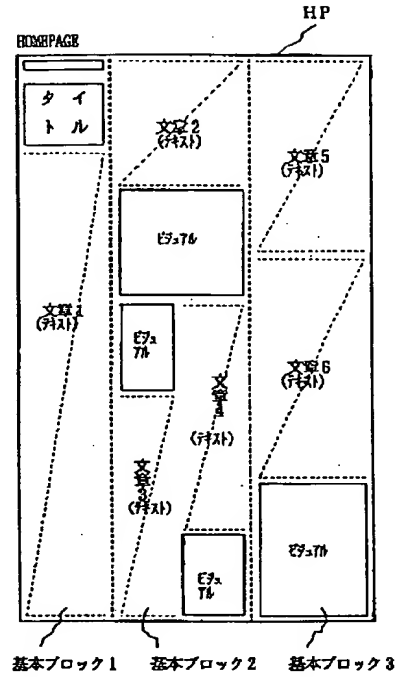 HP
HOMEPAGE
タイ
トル
文章1
(テキスト)
文章2
(テキスト)
ビジュアル
ビジュ
アル
文章3
(テキスト)
文章4
(テキスト)
ビジュ
アル
文章5
(テキスト)
文章6
(テキスト)
ビジュアル
基本ブロック1
基本ブロック2
基本ブロック3